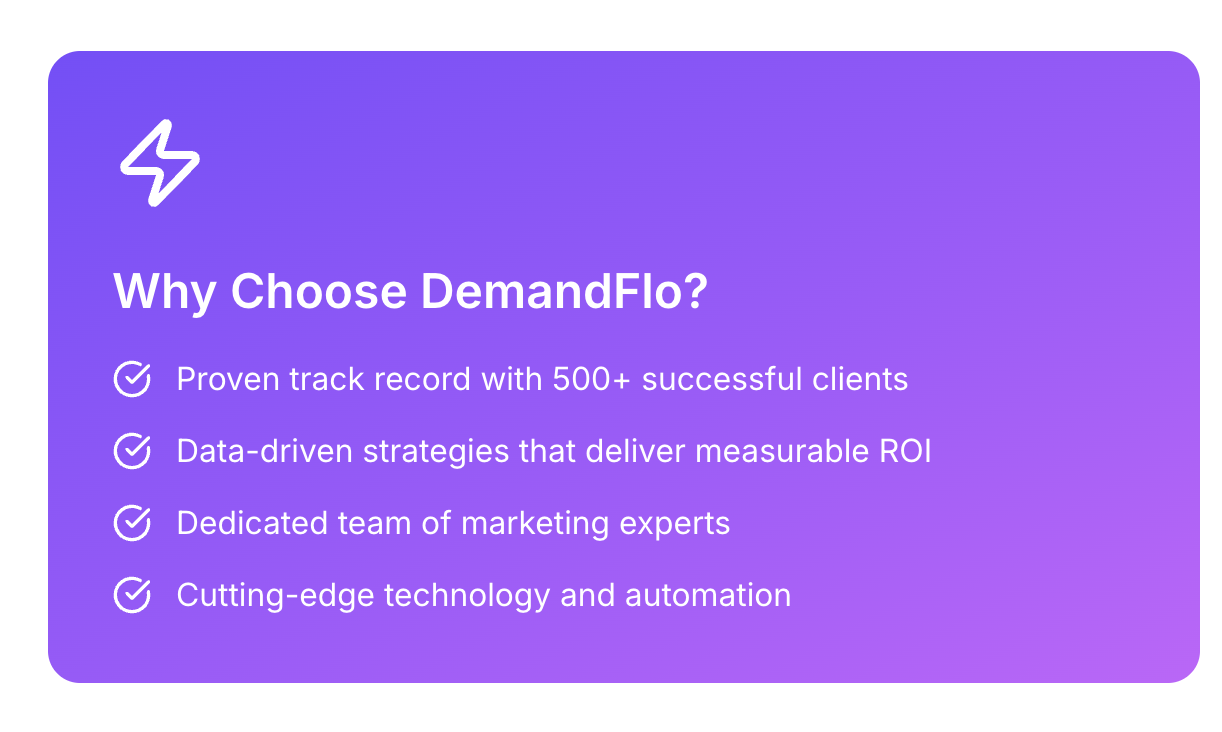 Why Choose DemandFlo?
Proven track record with 500+ successful clients
Data-driven strategies that deliver measurable ROI
Dedicated team of marketing experts
Cutting-edge technology and automation